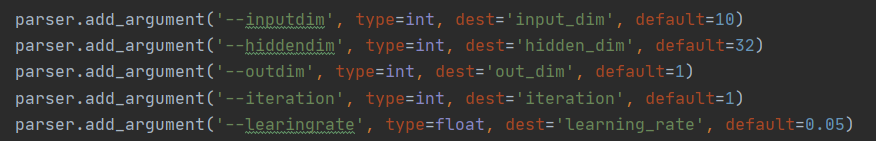 parser.add_argument('--inputdim', type=int, dest='input_dim', default=10)
parser.add_argument('--hiddendim', type=int, dest='hidden_dim', default=32)
parser.add_argument('--outdim', type=int, dest='out_dim', default=1)
parser.add_argument('--iteration', type=int, dest='iteration', default=1)
parser.add_argument('--learingrate', type=float, dest='learning_rate', default=0.05)